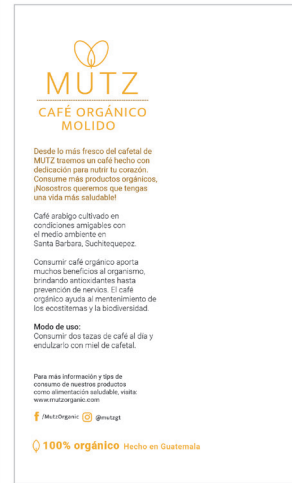 MUTZ
CAFÉ ORGÁNICO
MOLIDO
Desde lo más fresco del cafetal de
MUTZ traemos un café hecho con
dedicación para nutrir tu corazón.
Consume más productos orgánicos,
¡Nosostros queremos que tengas
una vida más saludable!
Café arabigo cultivado en
condiciones amigables con
el medio ambiente en
Santa Barbara, Suchitequepez.
Consumir café orgánico aporta
muchos beneficios al organismo,
brindando antioxidantes hasta
prevención de nervios. El café
orgánico ayuda al mentenimiento de
los ecostitemas y la biodiversidad.
Modo de uso:
Consumir dos tazas de café al día y
endulzarlo con miel de cafetal.
Para más información y tips de
consumo de nuestros productos
como alimentación saludable, visita:
www.mutzorganic.com
/MutzOrganic @mutzgt
100% orgánico Hecho en Guatemala